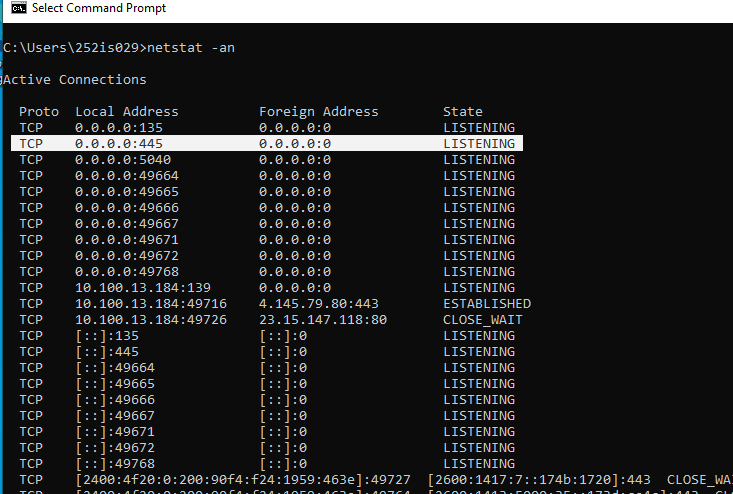 Select Command Prompt
C:\Users\252is029>netstat -an
Active Connections
Proto Local Address Foreign Address State
TCP 0.0.0.0:135 0.0.0.0:0 LISTENING
TCP 0.0.0.0:445 0.0.0.0:0 LISTENING
TCP 0.0.0.0:5040 0.0.0.0:0 LISTENING
TCP 0.0.0.0:49664 0.0.0.0:0 LISTENING
TCP 0.0.0.0:49665 0.0.0.0:0 LISTENING
TCP 0.0.0.0:49666 0.0.0.0:0 LISTENING
TCP 0.0.0.0:49667 0.0.0.0:0 LISTENING
TCP 0.0.0.0:49671 0.0.0.0:0 LISTENING
TCP 0.0.0.0:49672 0.0.0.0:0 LISTENING
TCP 0.0.0.0:49768 0.0.0.0:0 LISTENING
TCP 10.100.13.184:139 0.0.0.0:0 LISTENING
TCP 10.100.13.184:49716 4.145.79.80:443 ESTABLISHED
TCP 10.100.13.184:49726 23.15.147.118:80 CLOSE_WAIT
TCP [::]:135 [::]:0 LISTENING
TCP [::]:445 [::]:0 LISTENING
TCP [::]:49664 [::]:0 LISTENING
TCP [::]:49665 [::]:0 LISTENING
TCP [::]:49666 [::]:0 LISTENING
TCP [::]:49667 [::]:0 LISTENING
TCP [::]:49671 [::]:0 LISTENING
TCP [::]:49672 [::]:0 LISTENING
TCP [::]:49768 [::]:0 LISTENING
TCP [2400:4f20:0:200:90f4:f24:1959:463e]:49727 [2600:1417:7::174b:1720]:443 CLOSE_WA
TCP